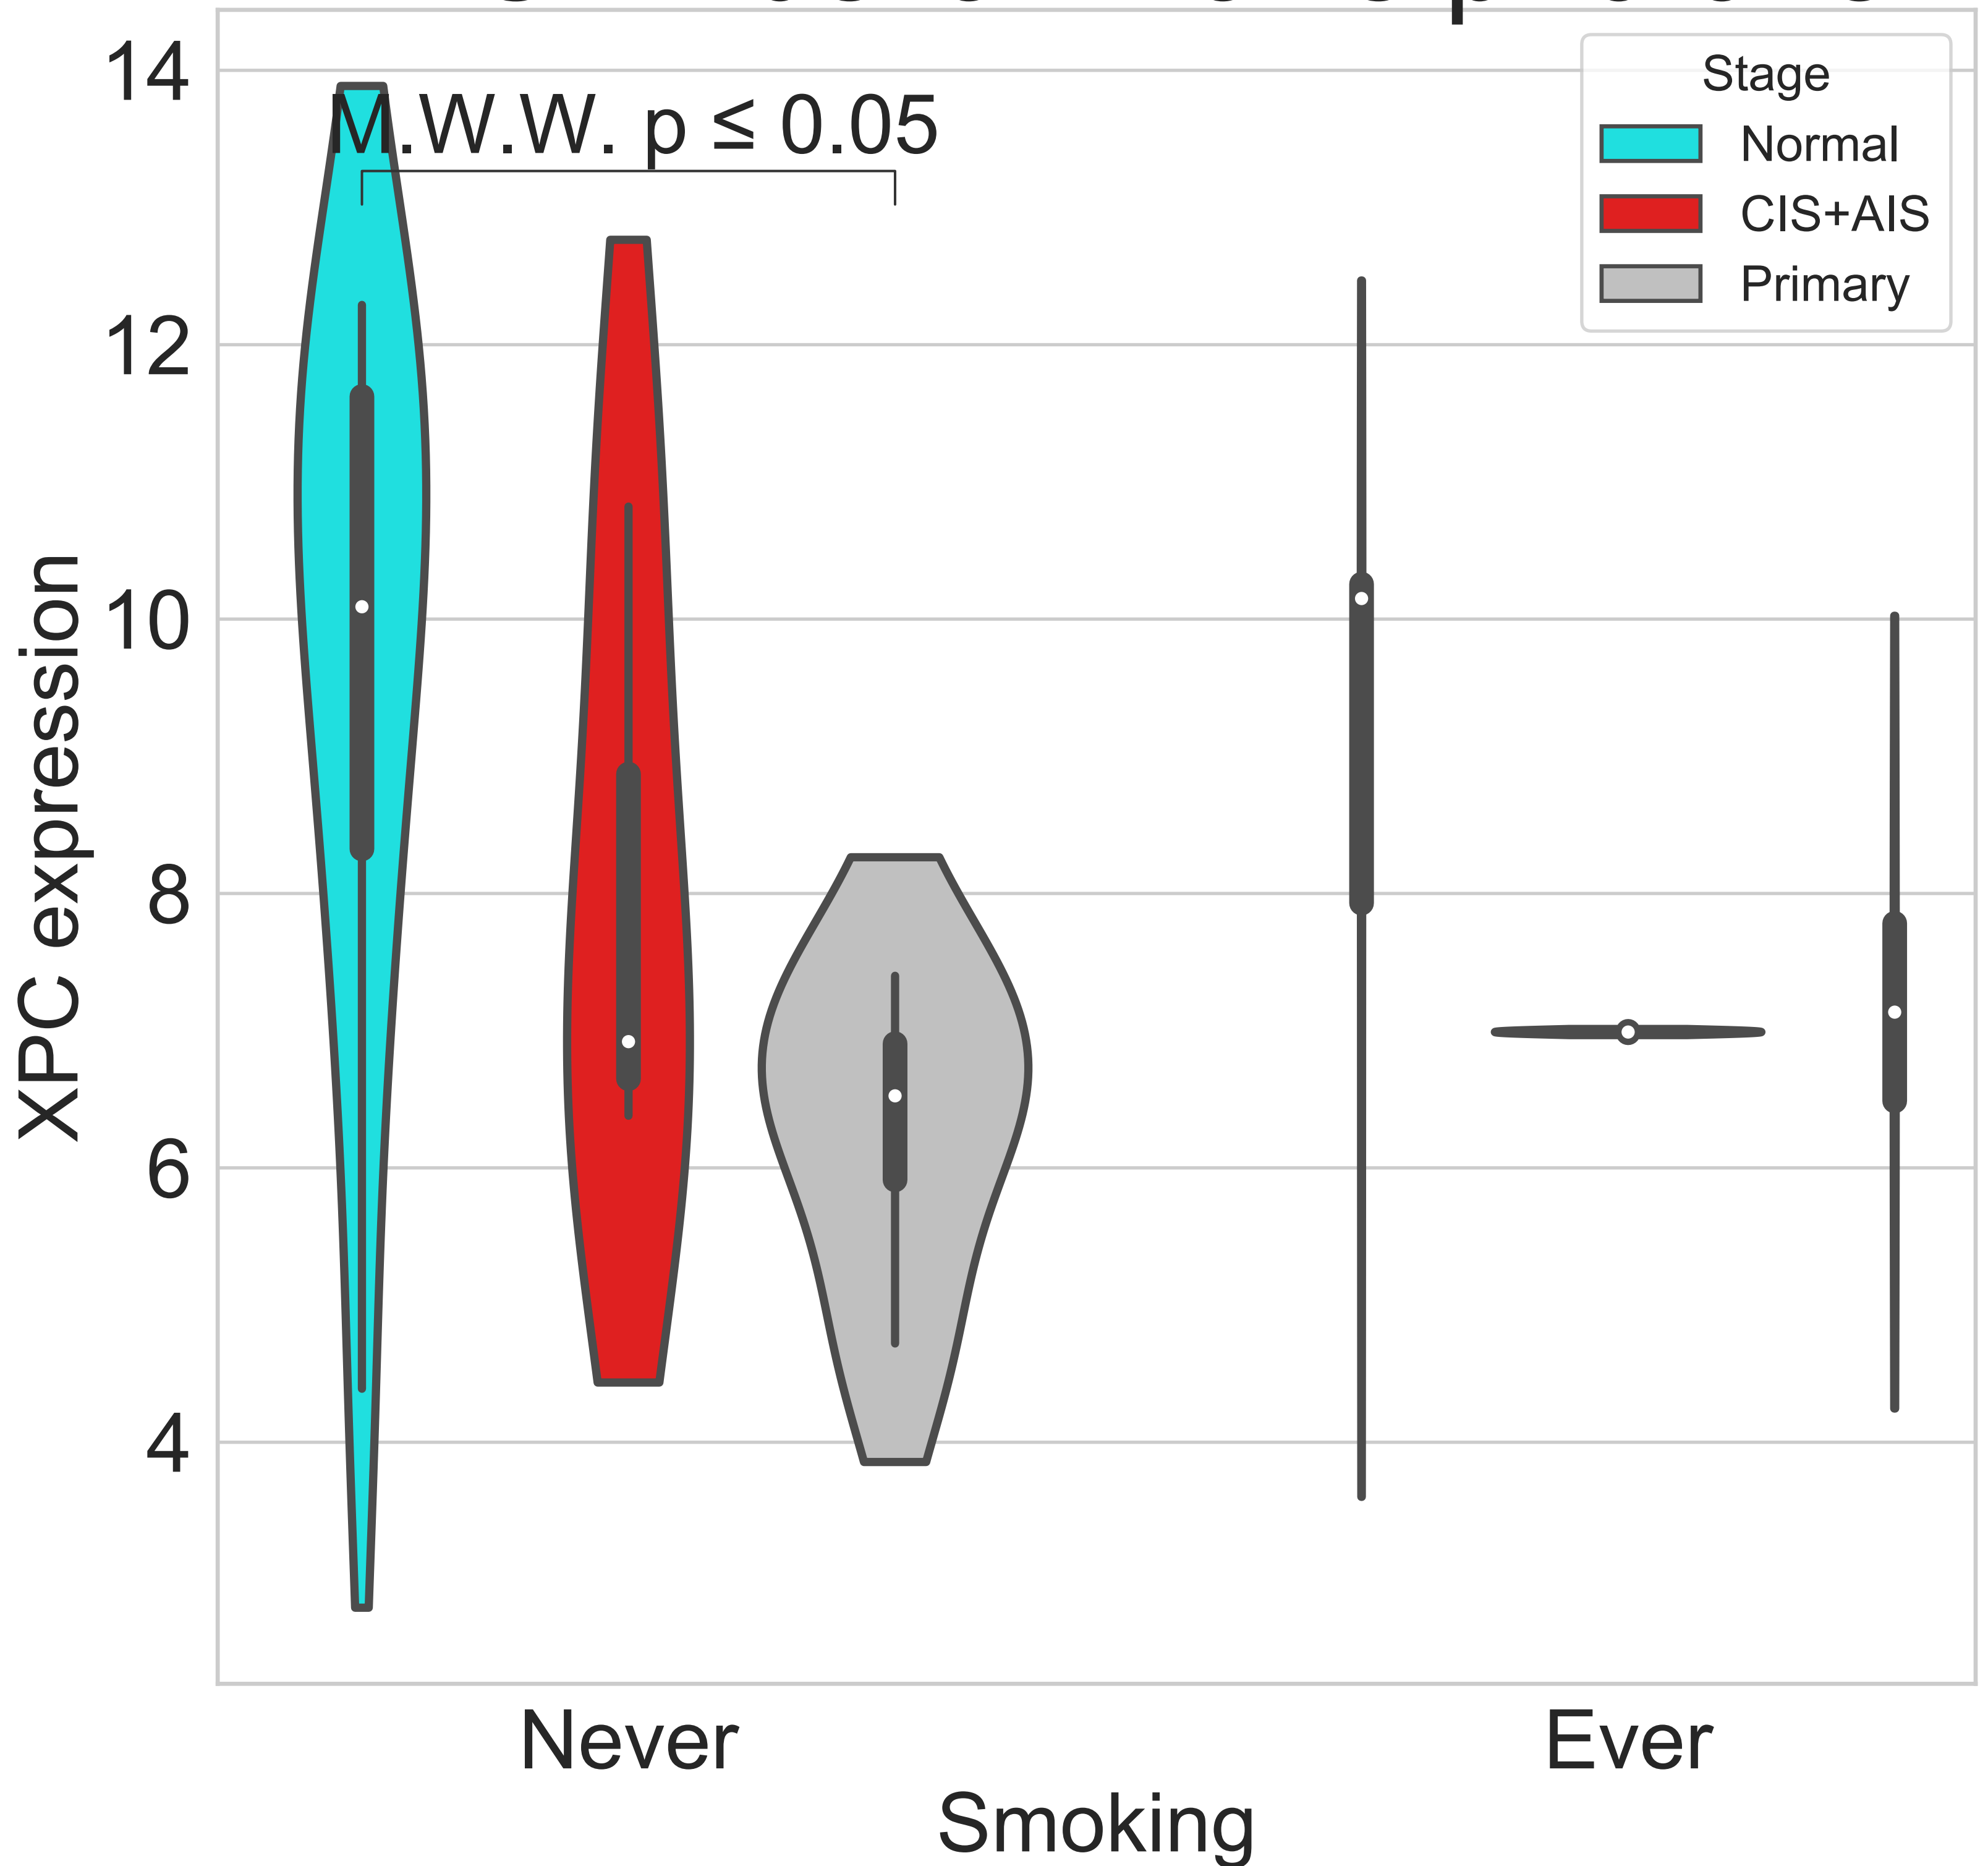 14
M.W.W. p ≤ 0.05
Stage
Normal
CIS+AIS
Primary
12
10
8
6
4
XPC expression
Never
Ever
Smoking